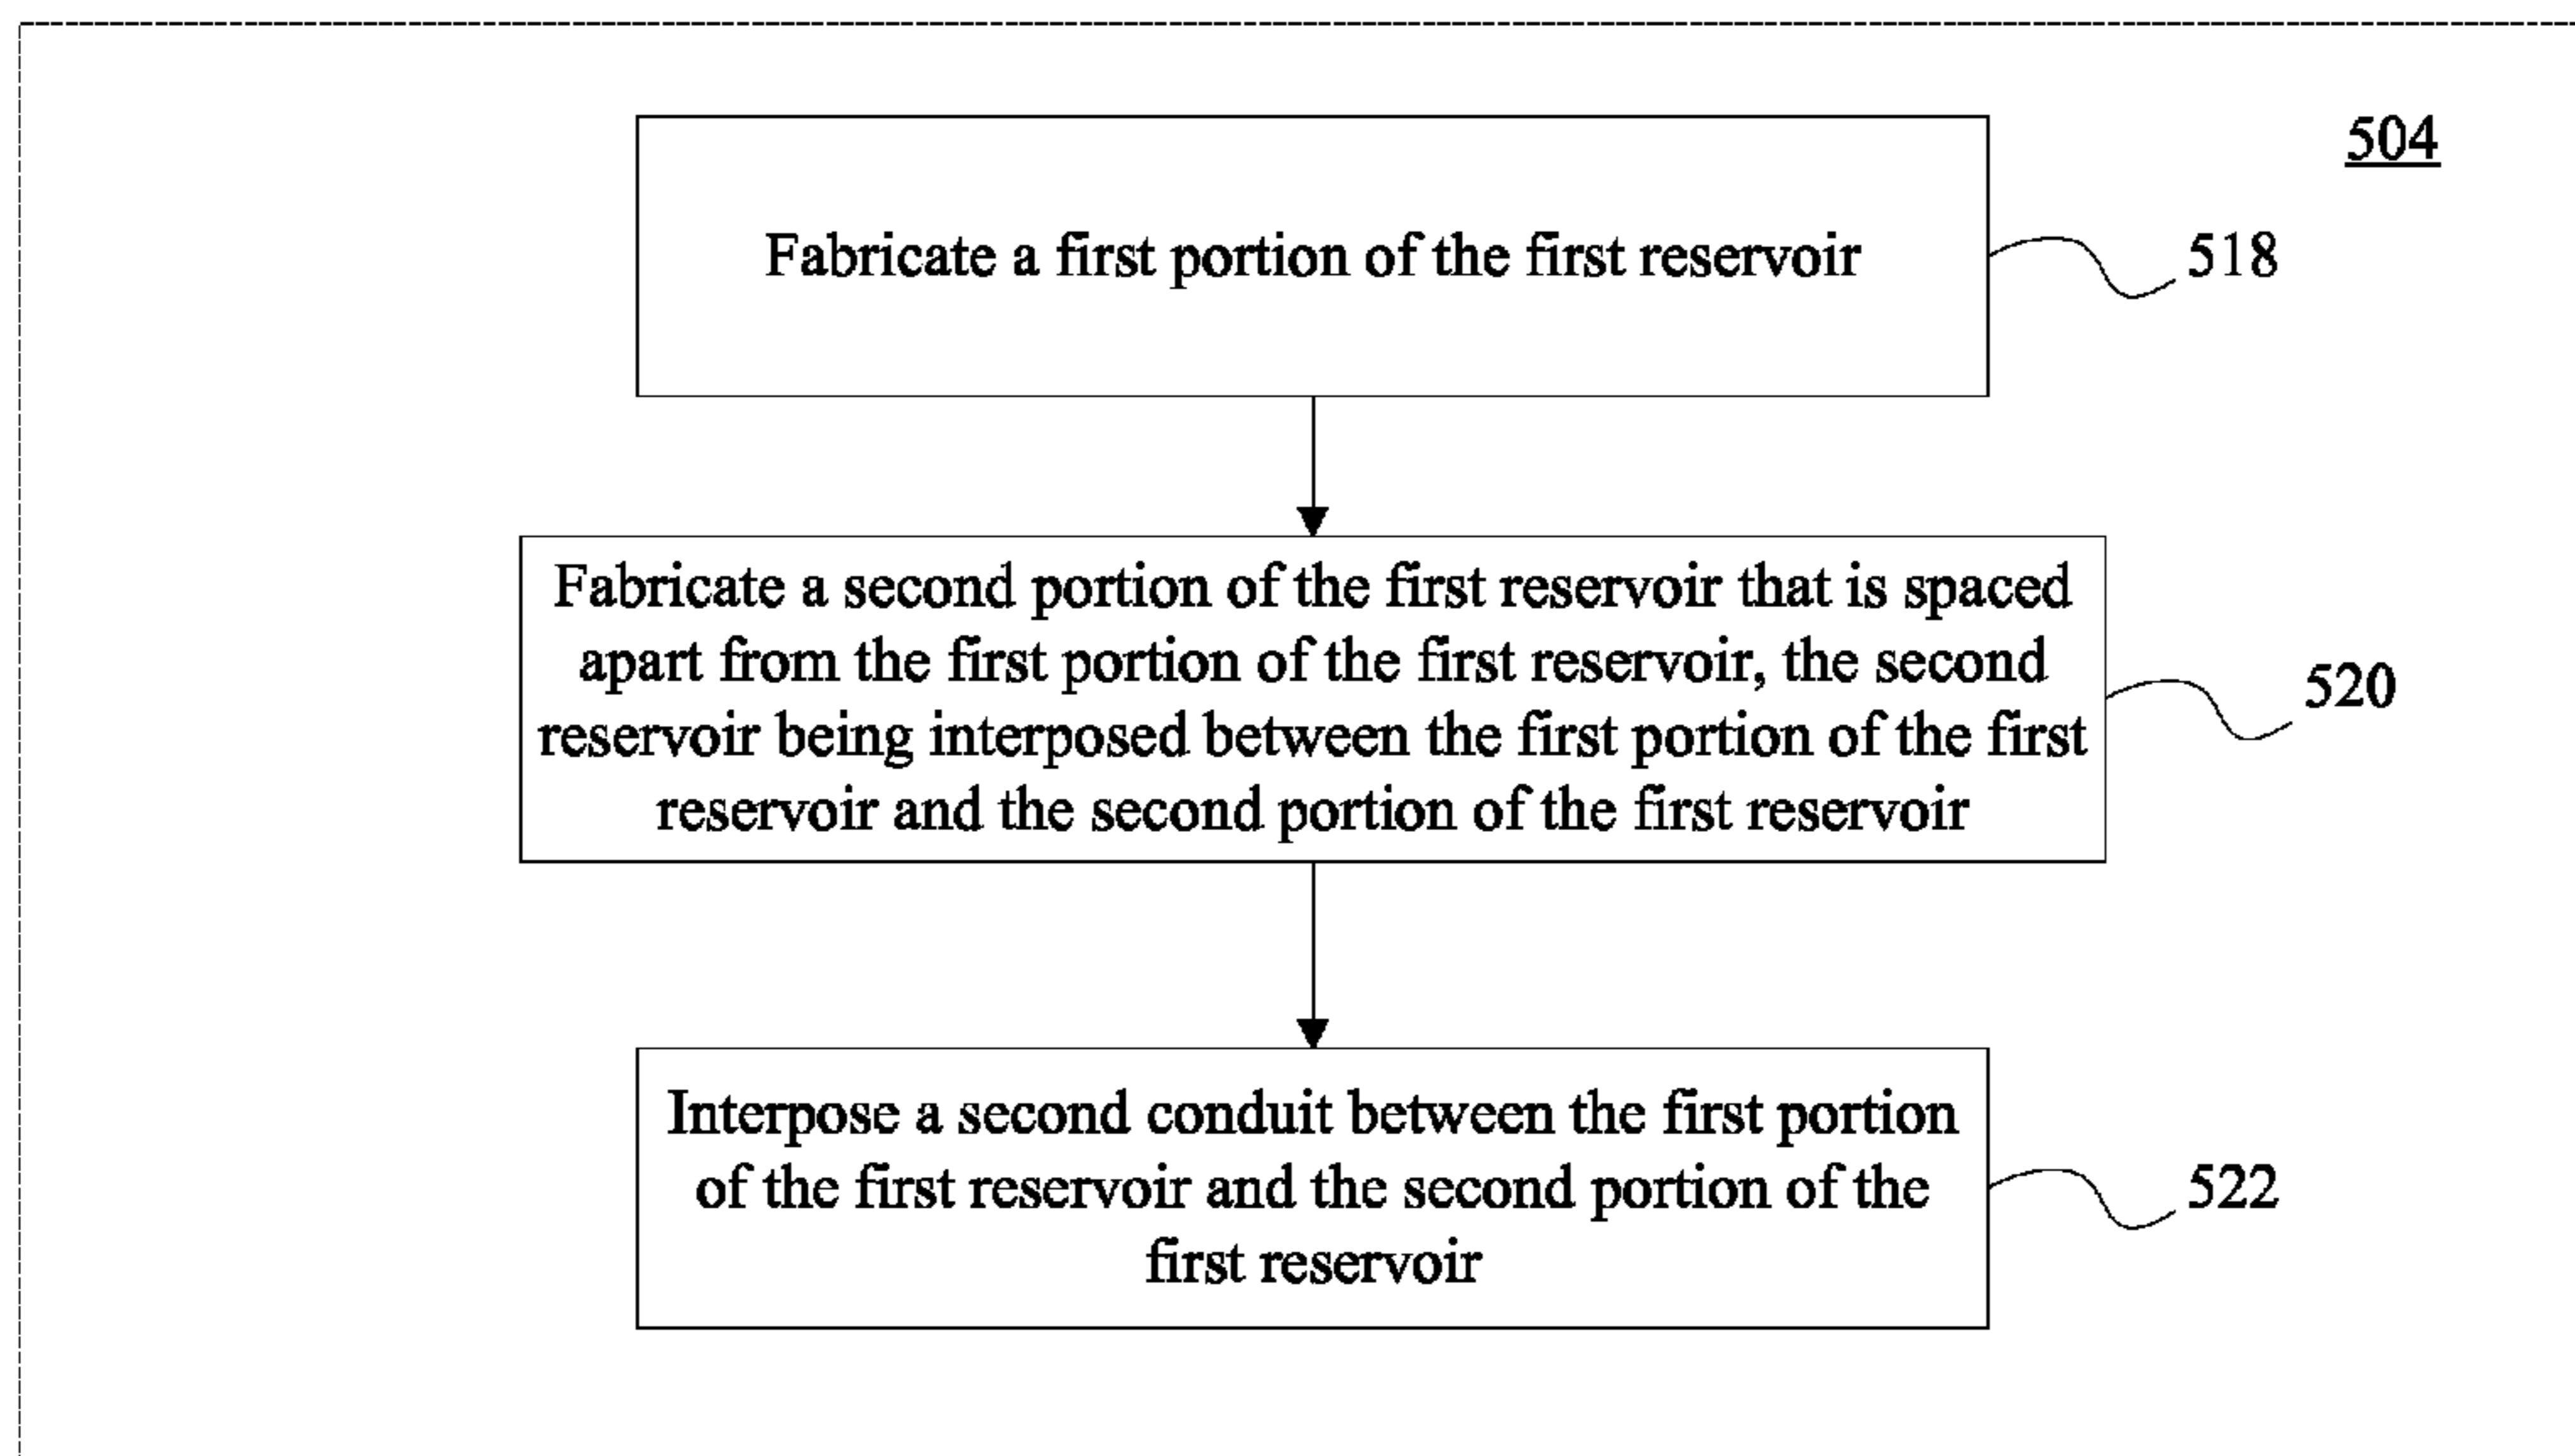 504
Fabricate a first portion of the first reservoir
518
Fabricate a second portion of the first reservoir that is spaced
apart from the first portion of the first reservoir, the second
reservoir being interposed between the first portion of the first
reservoir and the second portion of the first reservoir
520
Interpose a second conduit between the first portion
of the first reservoir and the second portion of the
first reservoir
522